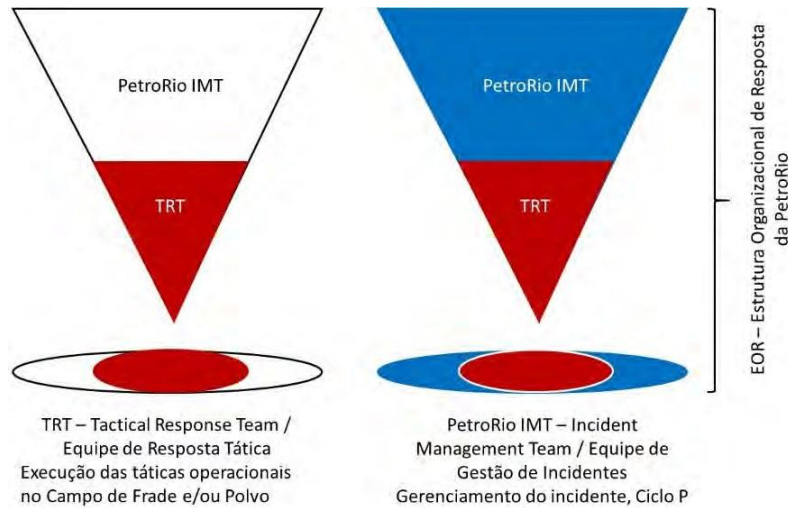 PetroRio IMT
TRT
TRT – Tactical Response Team /
Equipe de Resposta Tática
Execução das táticas operacionais
no Campo de Frade e/ou Polvo
PetroRio IMT
TRT
PetroRio IMT – Incident
Management Team / Equipe de
Gestão de Incidentes
Gerenciamento do incidente, Ciclo P
EOR – Estrutura Organizacional de Resposta
da PetroRio